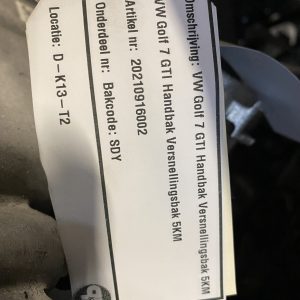 Omschrijving: VW Golf 7 GTI Handbak Versnellingsbak 5KM
VW Golf 7 GTI Handbak Versnellingsbak 5KM
Artikel nr: 20210916002
Onderdeel nr: Bakcode: SDY
Locatie: D-K13-T2